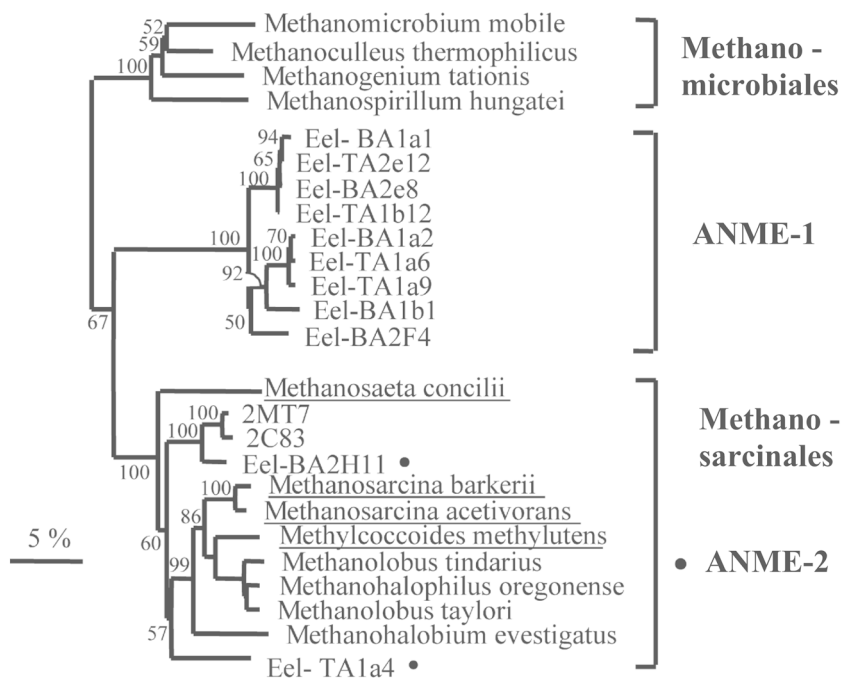 52
Methanomicrobium mobile
59
Methanoculleus thermophilicus
100
Methanogenium tationis
Methanospirillum hungatei
Methano -
microbiales
94
Eel- BA1a1
65
Eel-TA2e12
100
Eel-BA2e8
Eel-TA1b12
100
70
Eel-BA1a2
100
Eel-TA1a6
92
Eel-TA1a9
Eel-BA1b1
50
Eel-BA2F4
ANME-1
67
Methanosaeta concilii
100
2MT7
100
2C83
100
Eel-BA2H11 •
Methano -
sarcinales
100
Methanosarcina barkerii
86
Methanosarcina acetivorans
60
Methylcoccoides methylutens
99
Methanolobus tindarius
Methanohalophilus oregonense
Methanolobus taylori
57
Methanohalobium evestigatus
Eel- TA1a4 •
• ANME-2
5 %